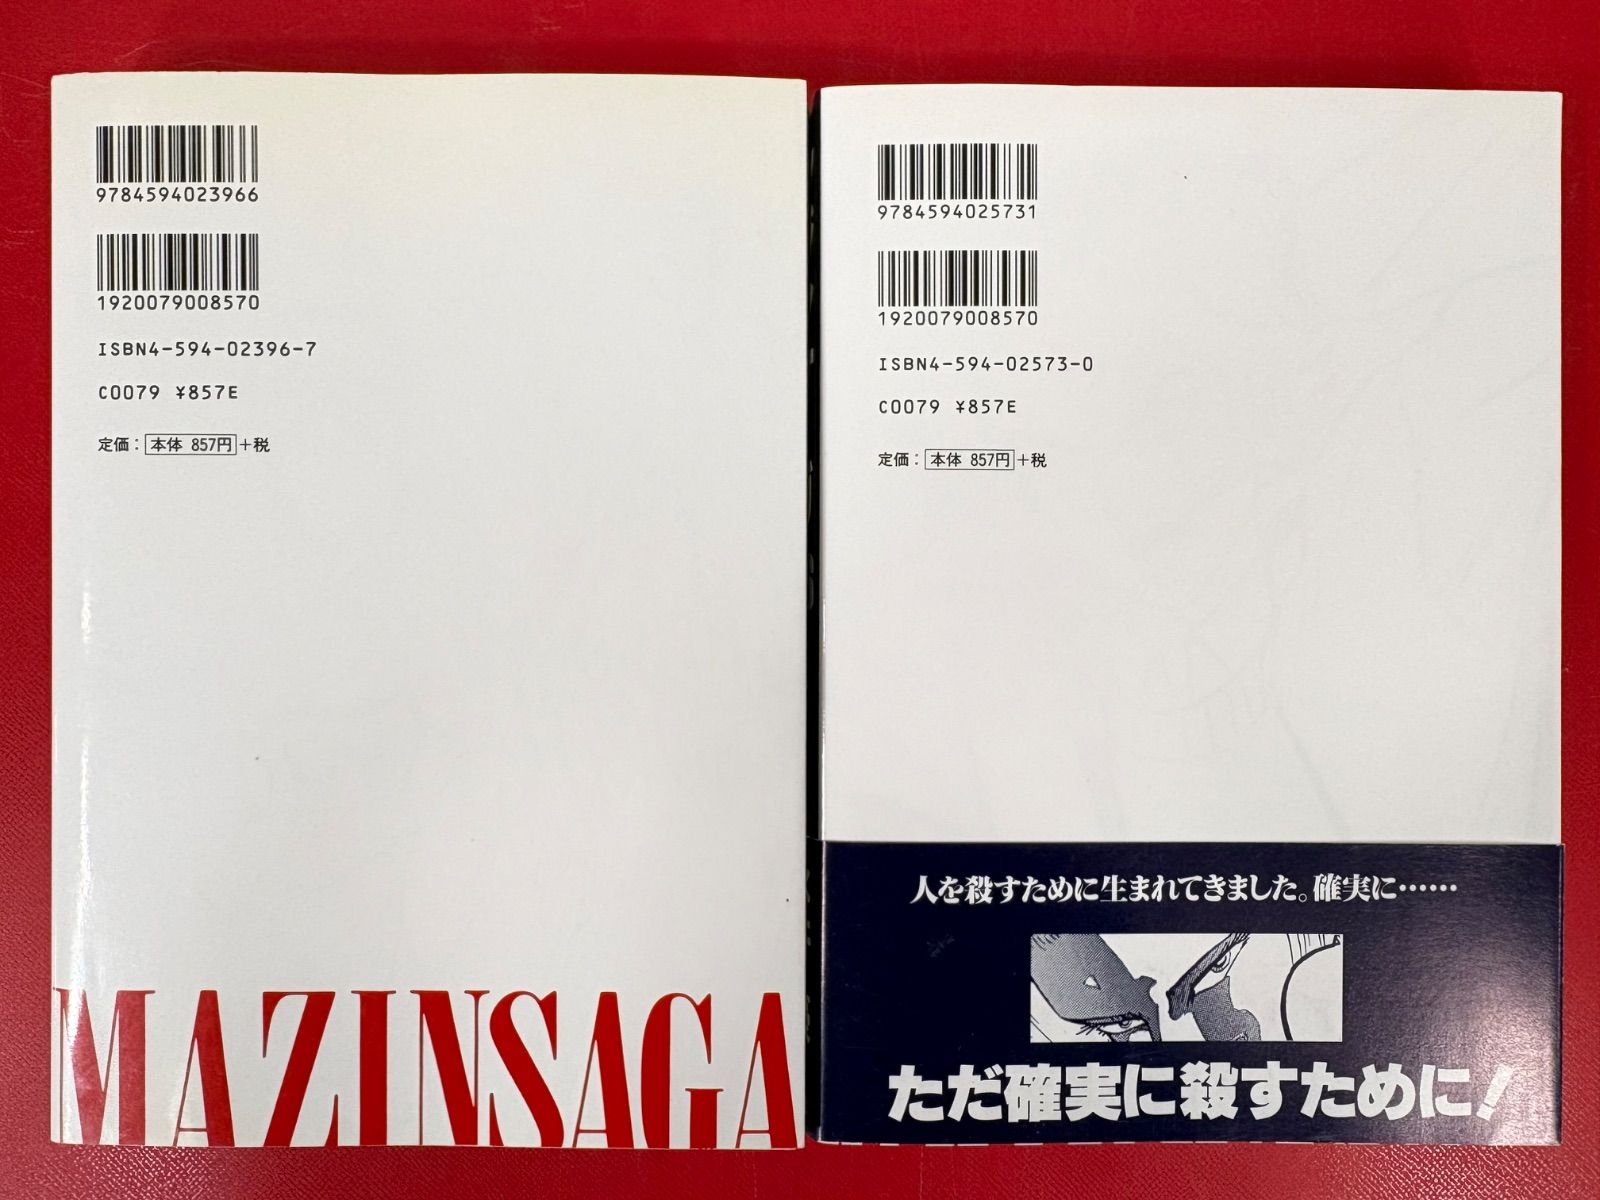 9784594023966
1920079008570
ISBN4-594-02396-7
C0079 ¥857E
定価：本体 857円+税
MAZINSAGA
9784594025731
1920079008570
ISBN4-594-02573-0
C0079 ¥857E
定価：本体 857円+税
人を殺すために生まれてきました。確実に……
ただ確実に殺すために！